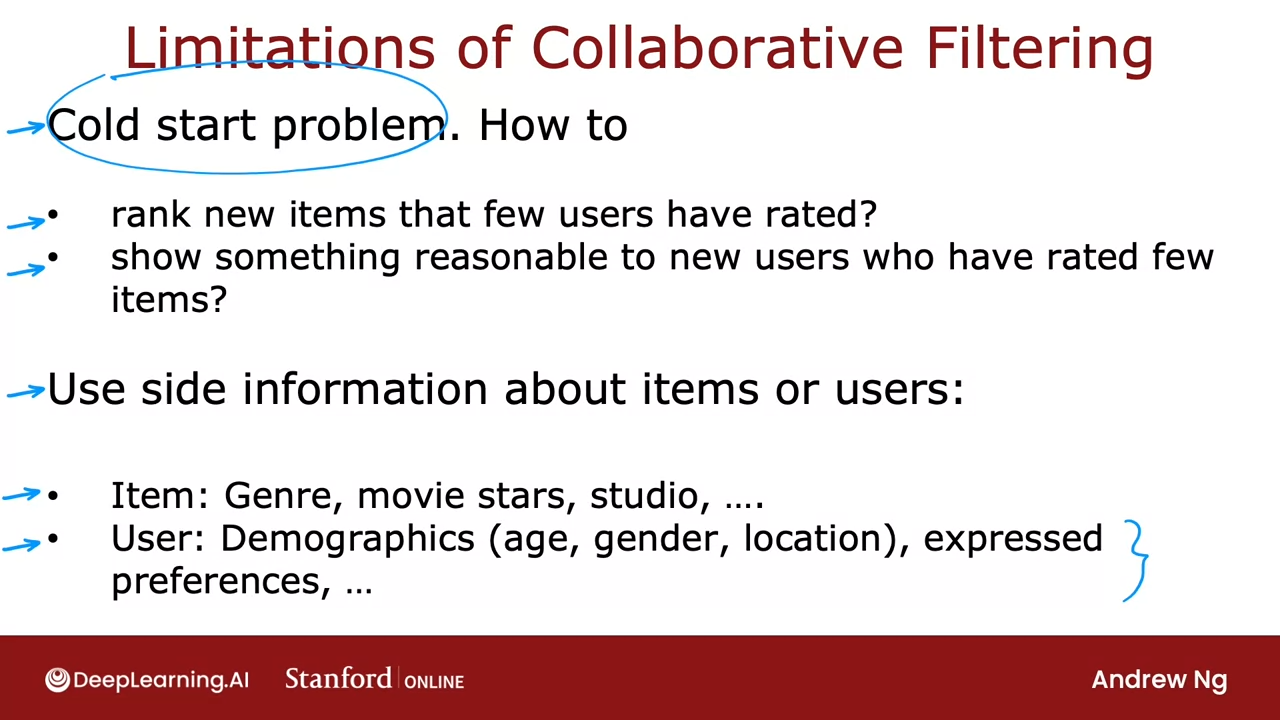 Limitations of Collaborative Filtering
Cold start problem. How to
• rank new items that few users have rated?
• show something reasonable to new users who have rated few
items?
Use side information about items or users:
• Item: Genre, movie stars, studio, ….
• User: Demographics (age, gender, location), expressed
preferences, …
DeepLearning.AI Stanford ONLINE Andrew Ng